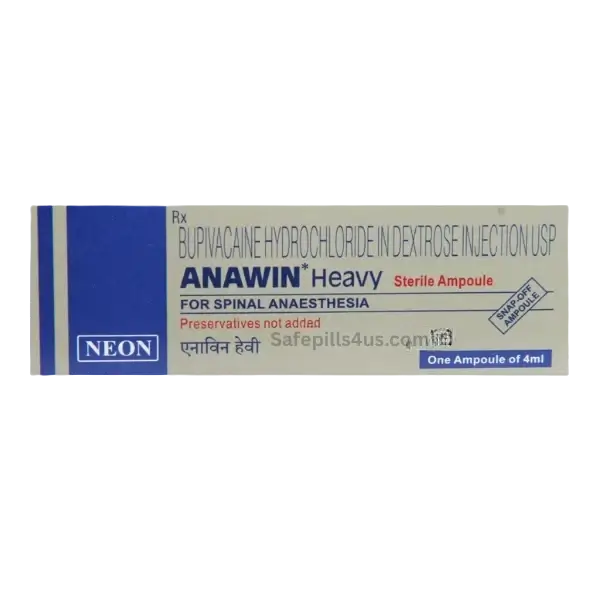 Rx
BUPIVACAINE HYDROCHLORIDE IN DEXTROSE INJECTION USP
ANAWIN* Heavy Sterile Ampoule
FOR SPINAL ANAESTHESIA
SNAP-OFF
AMPOULE
Preservatives not added
Safepills4us.com
NEON
एनाविन हेवी
One Ampoule of 4ml